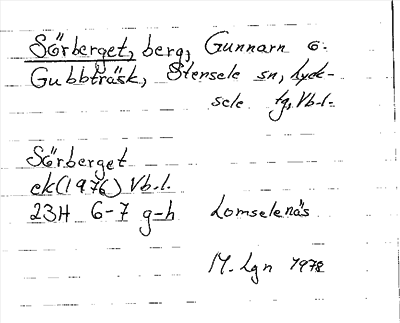 Sörberget, berg, Gunnarn o.
Gubbträsk, Stensele sn, Lyck-
sele tg, Vb.l.
Sörberget
ek (1976) Vb.l.
23H 6-7 g-h Lomselenäs
M. Lgn 1978